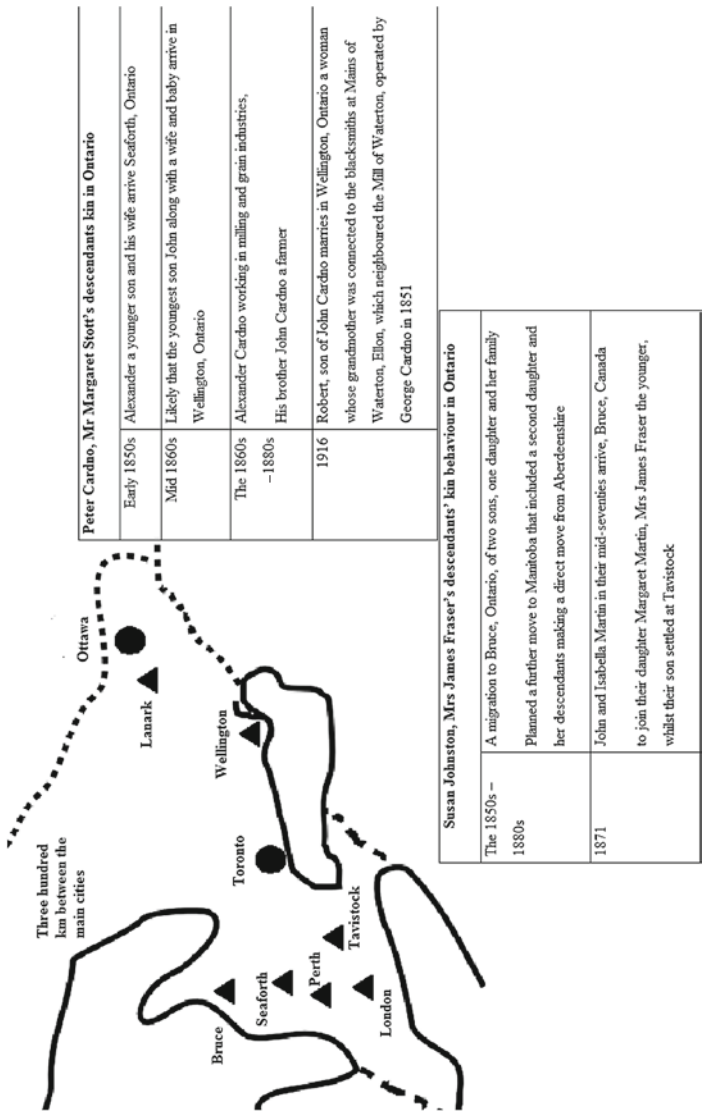 Three hundred
km between the
main cities
Ottawa
Lanark
Wellington
Toronto
Bruce
Seaforth
Perth
Tavistock
London
Peter Cardno, Mr Margaret Stott's descendants kin in Ontario
Early 1850s Alexander a younger son and his wife arrive Seaforth, Ontario
Mid 1860s Likely that the youngest son John along with a wife and baby arrive in
Wellington, Ontario
The 1860s Alexander Cardno working in milling and grain industries,
–1880s His brother John Cardno a farmer
1916 Robert, son of John Cardno marries in Wellington, Ontario a woman
whose grandmother was connected to the blacksmiths at Mains of
Waterton, Ellon, which neighboured the Mill of Waterton, operated by
George Cardno in 1851
Susan Johnston, Mrs James Fraser's descendants' kin behaviour in Ontario
The 1850s – A migration to Bruce, Ontario, of two sons, one daughter and her family
1880s Planned a further move to Manitoba that included a second daughter and
her descendants making a direct move from Aberdeenshire
1871 John and Isabella Martin in their mid-seventies arrive, Bruce, Canada
to join their daughter Margaret Martin, Mrs James Fraser the younger,
whilst their son settled at Tavistock